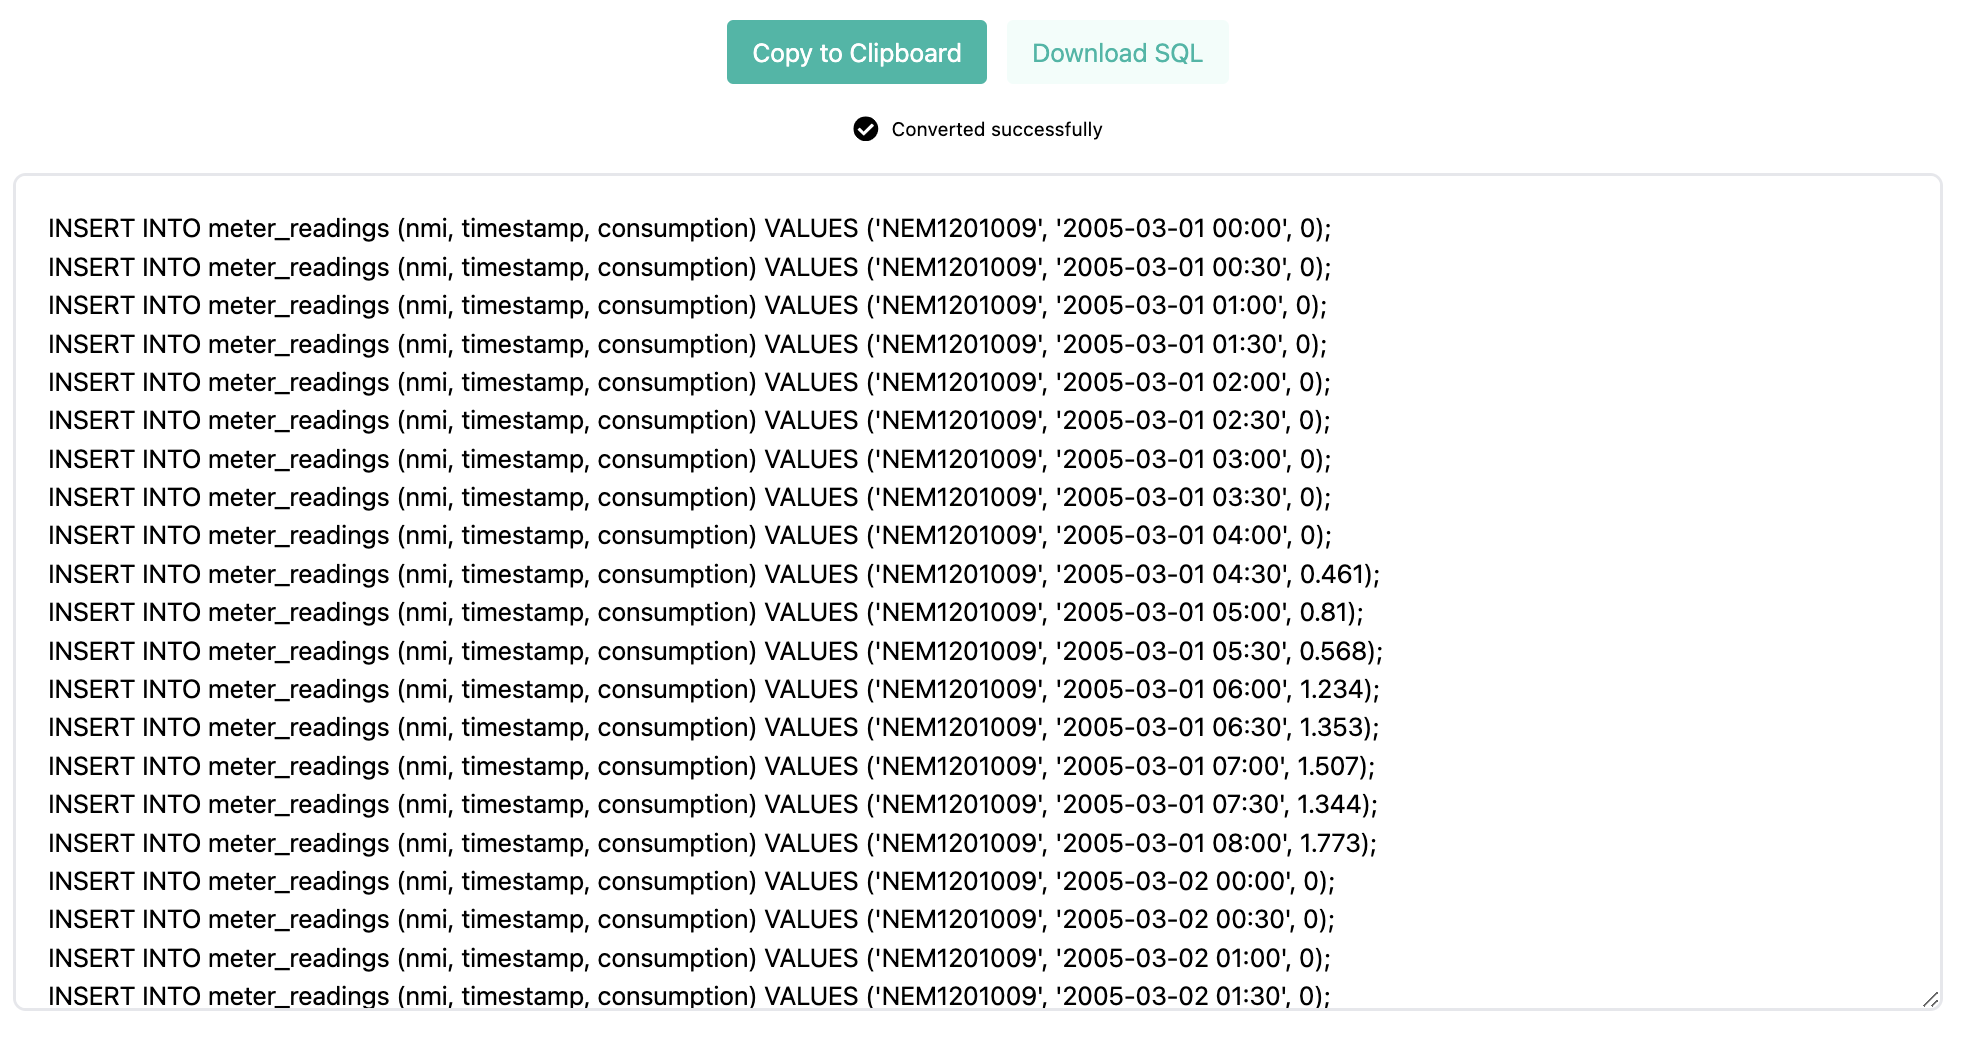 Copy to Clipboard
Download SQL
Converted successfully
INSERT INTO meter_readings (nmi, timestamp, consumption) VALUES ('NEM1201009', '2005-03-01 00:00', 0);
INSERT INTO meter_readings (nmi, timestamp, consumption) VALUES ('NEM1201009', '2005-03-01 00:30', 0);
INSERT INTO meter_readings (nmi, timestamp, consumption) VALUES ('NEM1201009', '2005-03-01 01:00', 0);
INSERT INTO meter_readings (nmi, timestamp, consumption) VALUES ('NEM1201009', '2005-03-01 01:30', 0);
INSERT INTO meter_readings (nmi, timestamp, consumption) VALUES ('NEM1201009', '2005-03-01 02:00', 0);
INSERT INTO meter_readings (nmi, timestamp, consumption) VALUES ('NEM1201009', '2005-03-01 02:30', 0);
INSERT INTO meter_readings (nmi, timestamp, consumption) VALUES ('NEM1201009', '2005-03-01 03:00', 0);
INSERT INTO meter_readings (nmi, timestamp, consumption) VALUES ('NEM1201009', '2005-03-01 03:30', 0);
INSERT INTO meter_readings (nmi, timestamp, consumption) VALUES ('NEM1201009', '2005-03-01 04:00', 0);
INSERT INTO meter_readings (nmi, timestamp, consumption) VALUES ('NEM1201009', '2005-03-01 04:30', 0.461);
INSERT INTO meter_readings (nmi, timestamp, consumption) VALUES ('NEM1201009', '2005-03-01 05:00', 0.81);
INSERT INTO meter_readings (nmi, timestamp, consumption) VALUES ('NEM1201009', '2005-03-01 05:30', 0.568);
INSERT INTO meter_readings (nmi, timestamp, consumption) VALUES ('NEM1201009', '2005-03-01 06:00', 1.234);
INSERT INTO meter_readings (nmi, timestamp, consumption) VALUES ('NEM1201009', '2005-03-01 06:30', 1.353);
INSERT INTO meter_readings (nmi, timestamp, consumption) VALUES ('NEM1201009', '2005-03-01 07:00', 1.507);
INSERT INTO meter_readings (nmi, timestamp, consumption) VALUES ('NEM1201009', '2005-03-01 07:30', 1.344);
INSERT INTO meter_readings (nmi, timestamp, consumption) VALUES ('NEM1201009', '2005-03-01 08:00', 1.773);
INSERT INTO meter_readings (nmi, timestamp, consumption) VALUES ('NEM1201009', '2005-03-02 00:00', 0);
INSERT INTO meter_readings (nmi, timestamp, consumption) VALUES ('NEM1201009', '2005-03-02 00:30', 0);
INSERT INTO meter_readings (nmi, timestamp, consumption) VALUES ('NEM1201009', '2005-03-02 01:00', 0);
INSERT INTO meter_readings (nmi, timestamp, consumption) VALUES ('NEM1201009', '2005-03-02 01:30', 0);